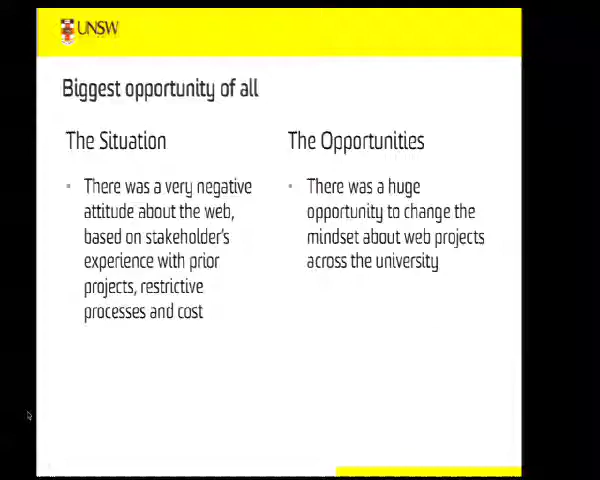 UNSW
Biggest opportunity of all
The Situation
There was a very negative
attitude about the web,
based on stakeholder's
experience with prior
projects, restrictive
processes and cost
The Opportunities
There was a huge
opportunity to change the
mindset about web projects
across the university